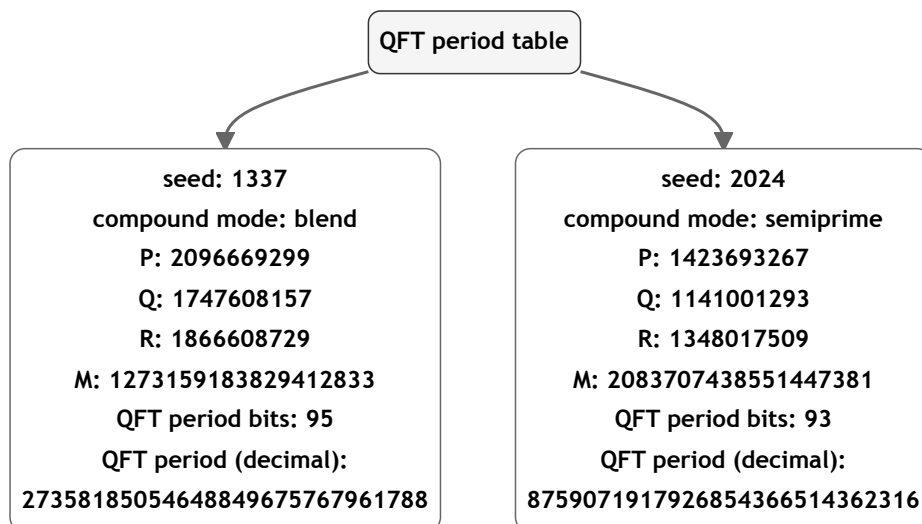 QFT period table
seed: 1337
compound mode: blend
P: 2096669299
Q: 1747608157
R: 1866608729
M: 1273159183829412833
QFT period bits: 95
QFT period (decimal):
27358185054648849675767961788
seed: 2024
compound mode: semiprime
P: 1423693267
Q: 1141001293
R: 1348017509
M: 2083707438551447381
QFT period bits: 93
QFT period (decimal):
8759071917926854366514362316